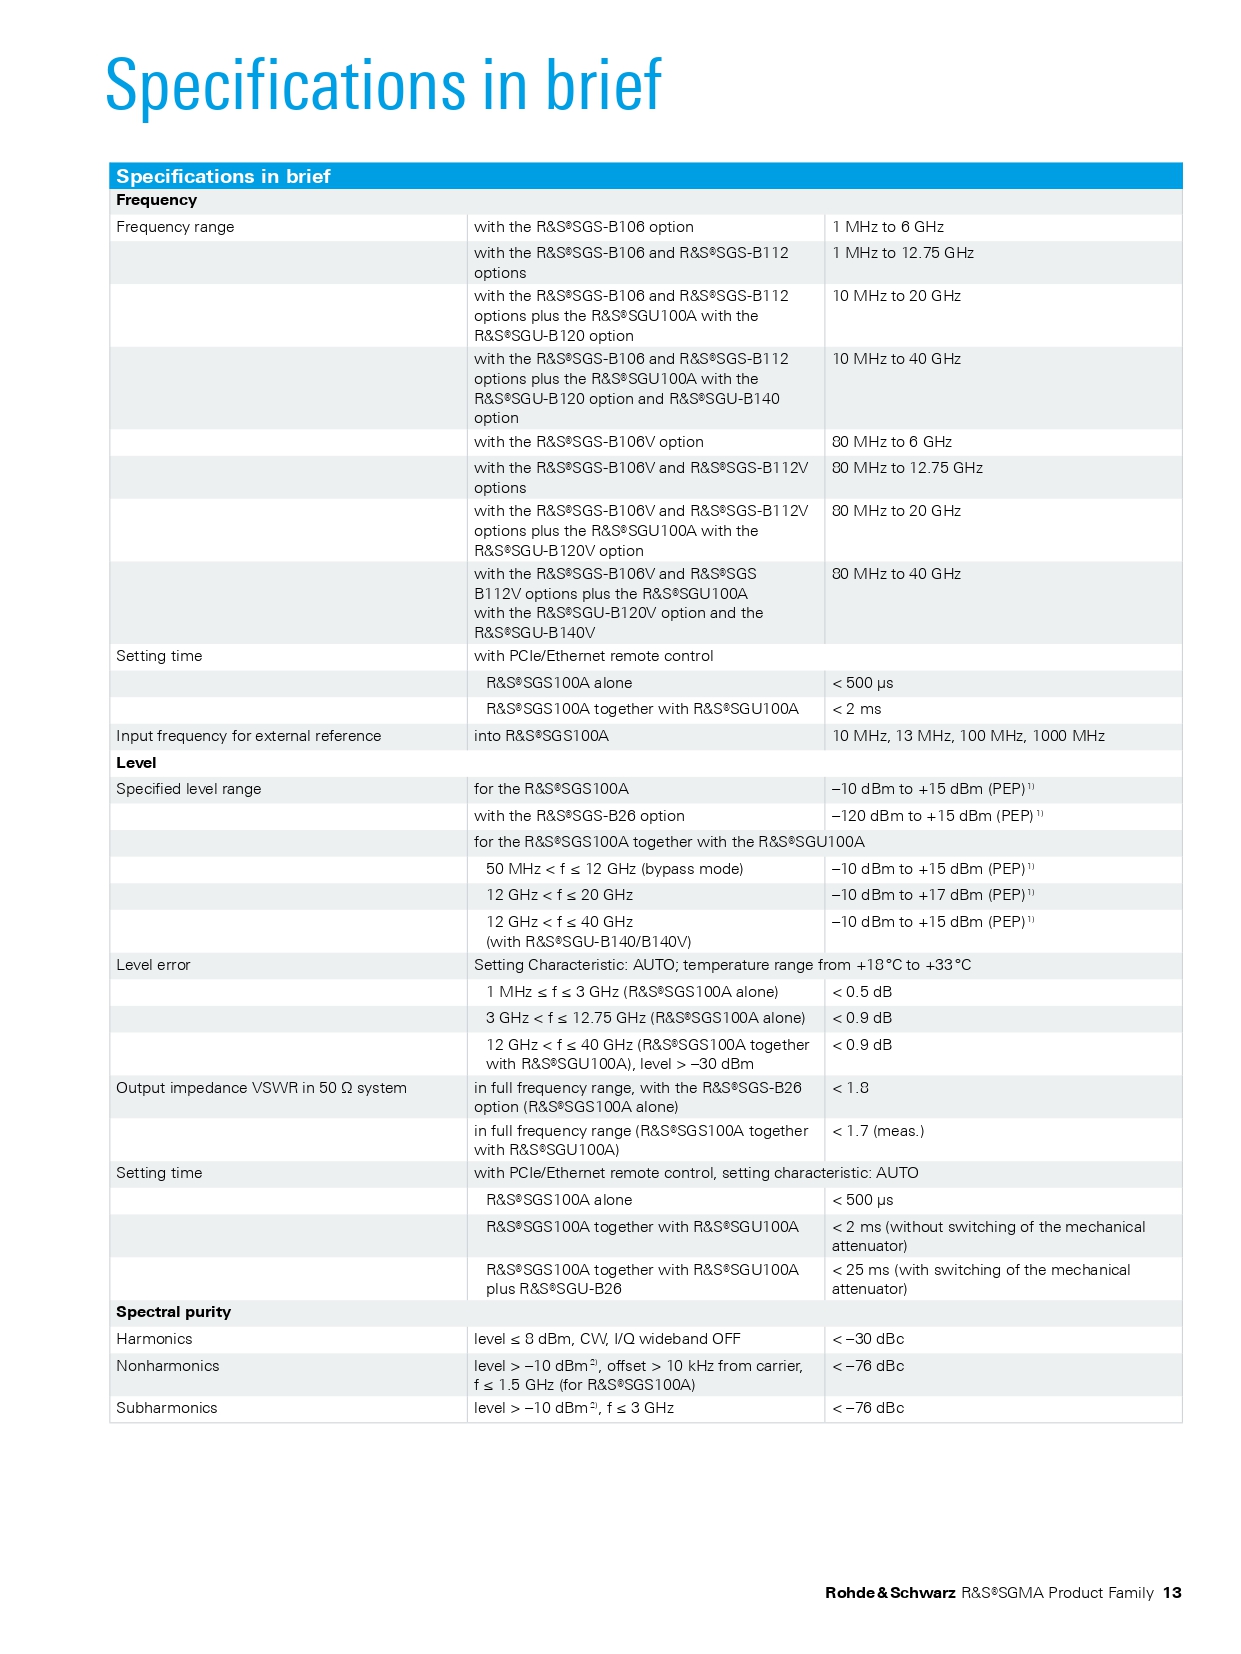 Specifications in brief
Specifications in brief
Frequency
Frequency range with the R&S®SGS-B106 option 1 MHz to 6 GHz
with the R&S®SGS-B106 and R&S®SGS-B112 1 MHz to 12.75 GHz
options
with the R&S®SGS-B106 and R&S®SGS-B112 10 MHz to 20 GHz
options plus the R&S®SGU100A with the
R&S®SGU-B120 option
with the R&S®SGS-B106 and R&S®SGS-B112 10 MHz to 40 GHz
options plus the R&S®SGU100A with the
R&S®SGU-B120 option and R&S®SGU-B140
option
with the R&S®SGS-B106V option 80 MHz to 6 GHz
with the R&S®SGS-B106V and R&S®SGS-B112V 80 MHz to 12.75 GHz
options
with the R&S®SGS-B106V and R&S®SGS-B112V 80 MHz to 20 GHz
options plus the R&S®SGU100A with the
R&S®SGU-B120V option
with the R&S®SGS-B106V and R&S®SGS 80 MHz to 40 GHz
B112V options plus the R&S®SGU100A
with the R&S®SGU-B120V option and the
R&S®SGU-B140V
Setting time with PCIe/Ethernet remote control
R&S®SGS100A alone < 500 µs
R&S®SGS100A together with R&S®SGU100A < 2 ms
Input frequency for external reference into R&S®SGS100A 10 MHz, 13 MHz, 100 MHz, 1000 MHz
Level
Specified level range for the R&S®SGS100A –10 dBm to +15 dBm (PEP) 1)
with the R&S®SGS-B26 option –120 dBm to +15 dBm (PEP) 1)
for the R&S®SGS100A together with the R&S®SGU100A
50 MHz < f ≤ 12 GHz (bypass mode) –10 dBm to +15 dBm (PEP) 1)
12 GHz < f ≤ 20 GHz –10 dBm to +17 dBm (PEP) 1)
12 GHz < f ≤ 40 GHz –10 dBm to +15 dBm (PEP) 1)
(with R&S®SGU-B140/B140V)
Level error Setting Characteristic: AUTO; temperature range from +18 °C to +33 °C
1 MHz ≤ f ≤ 3 GHz (R&S®SGS100A alone) < 0.5 dB
3 GHz < f ≤ 12.75 GHz (R&S®SGS100A alone) < 0.9 dB
12 GHz < f ≤ 40 GHz (R&S®SGS100A together < 0.9 dB
with R&S®SGU100A), level > –30 dBm
Output impedance VSWR in 50 Ω system in full frequency range, with the R&S®SGS-B26 < 1.8
option (R&S®SGS100A alone)
in full frequency range (R&S®SGS100A together < 1.7 (meas.)
with R&S®SGU100A)
Setting time with PCIe/Ethernet remote control, setting characteristic: AUTO
R&S®SGS100A alone < 500 µs
R&S®SGS100A together with R&S®SGU100A < 2 ms (without switching of the mechanical
attenuator)
R&S®SGS100A together with R&S®SGU100A < 25 ms (with switching of the mechanical
plus R&S®SGU-B26 attenuator)
Spectral purity
Harmonics level ≤ 8 dBm, CW, I/Q wideband OFF < –30 dBc
Nonharmonics level > –10 dBm 2), offset > 10 kHz from carrier, < –76 dBc
f ≤ 1.5 GHz (for R&S®SGS100A)
Subharmonics level > –10 dBm 2), f ≤ 3 GHz < –76 dBc
Rohde & Schwarz R&S®SGMA Product Family 13